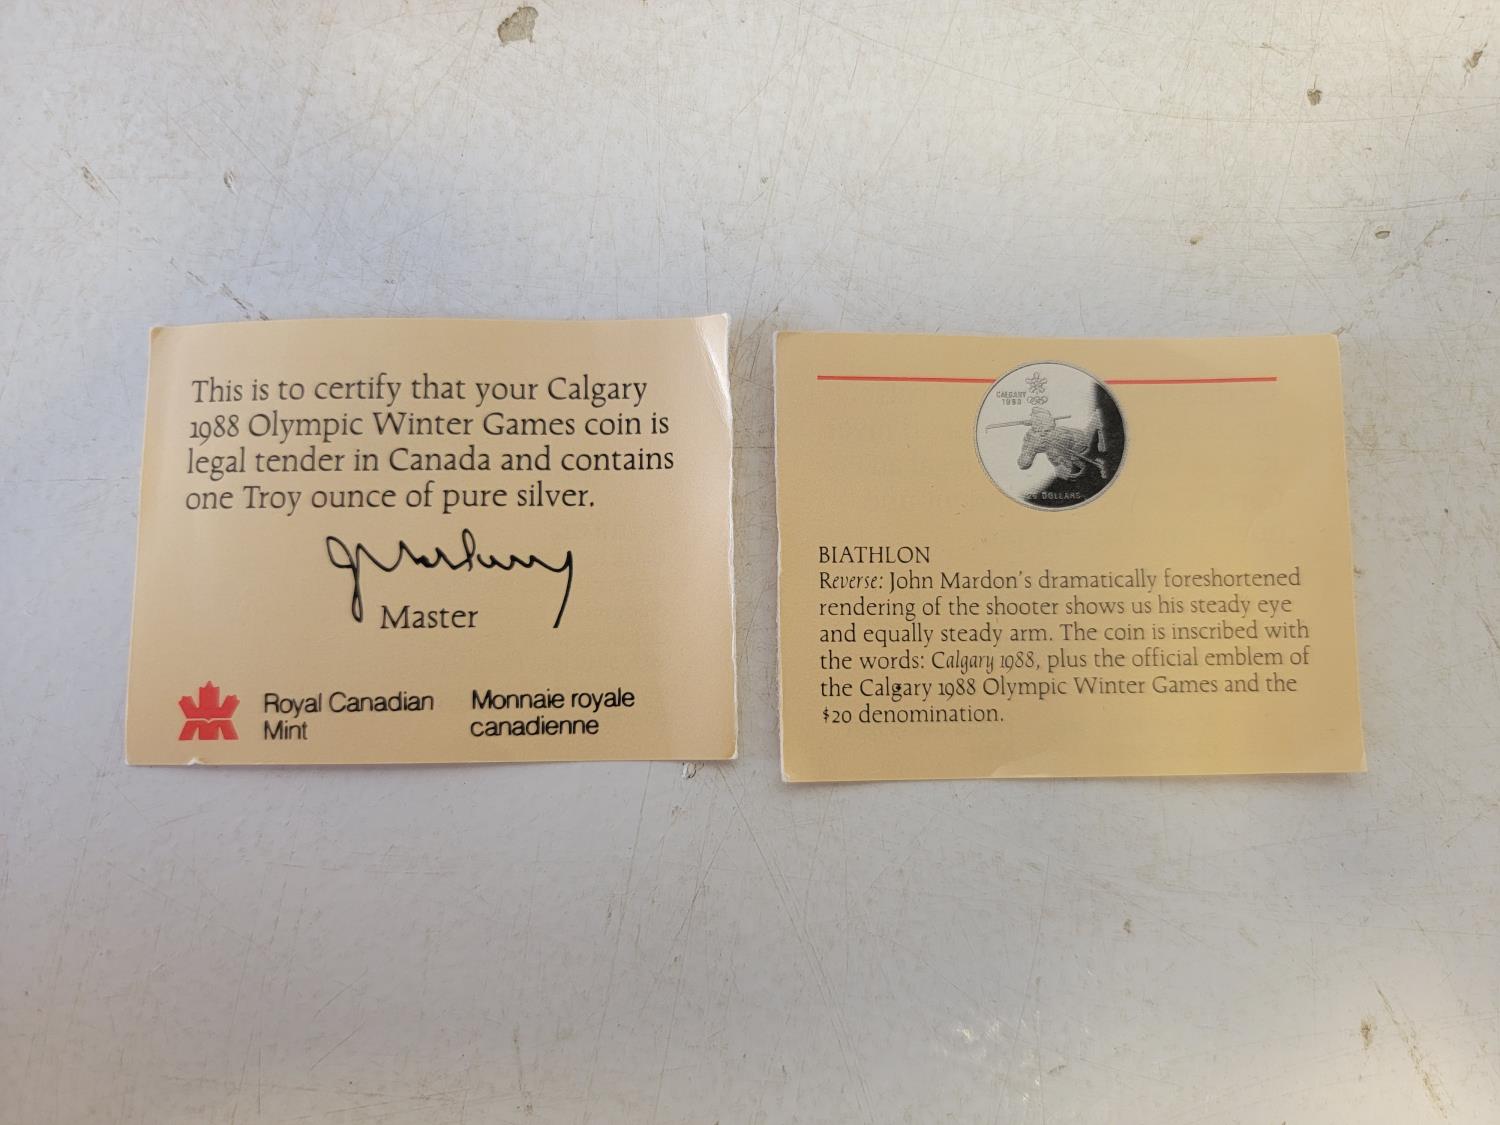 This is to certify that your Calgary
1988 Olympic Winter Games coin is
legal tender in Canada and contains
one Troy ounce of pure silver.
Master
Royal Canadian
Mint
Monnaie royale
canadienne
CALGARY
1988
20 DOLLARS
BIATHLON
Reverse: John Mardon's dramatically foreshortened
rendering of the shooter shows us his steady eye
and equally steady arm. The coin is inscribed with
the words: Calgary 1988, plus the official emblem of
the Calgary 1988 Olympic Winter Games and the
$20 denomination.